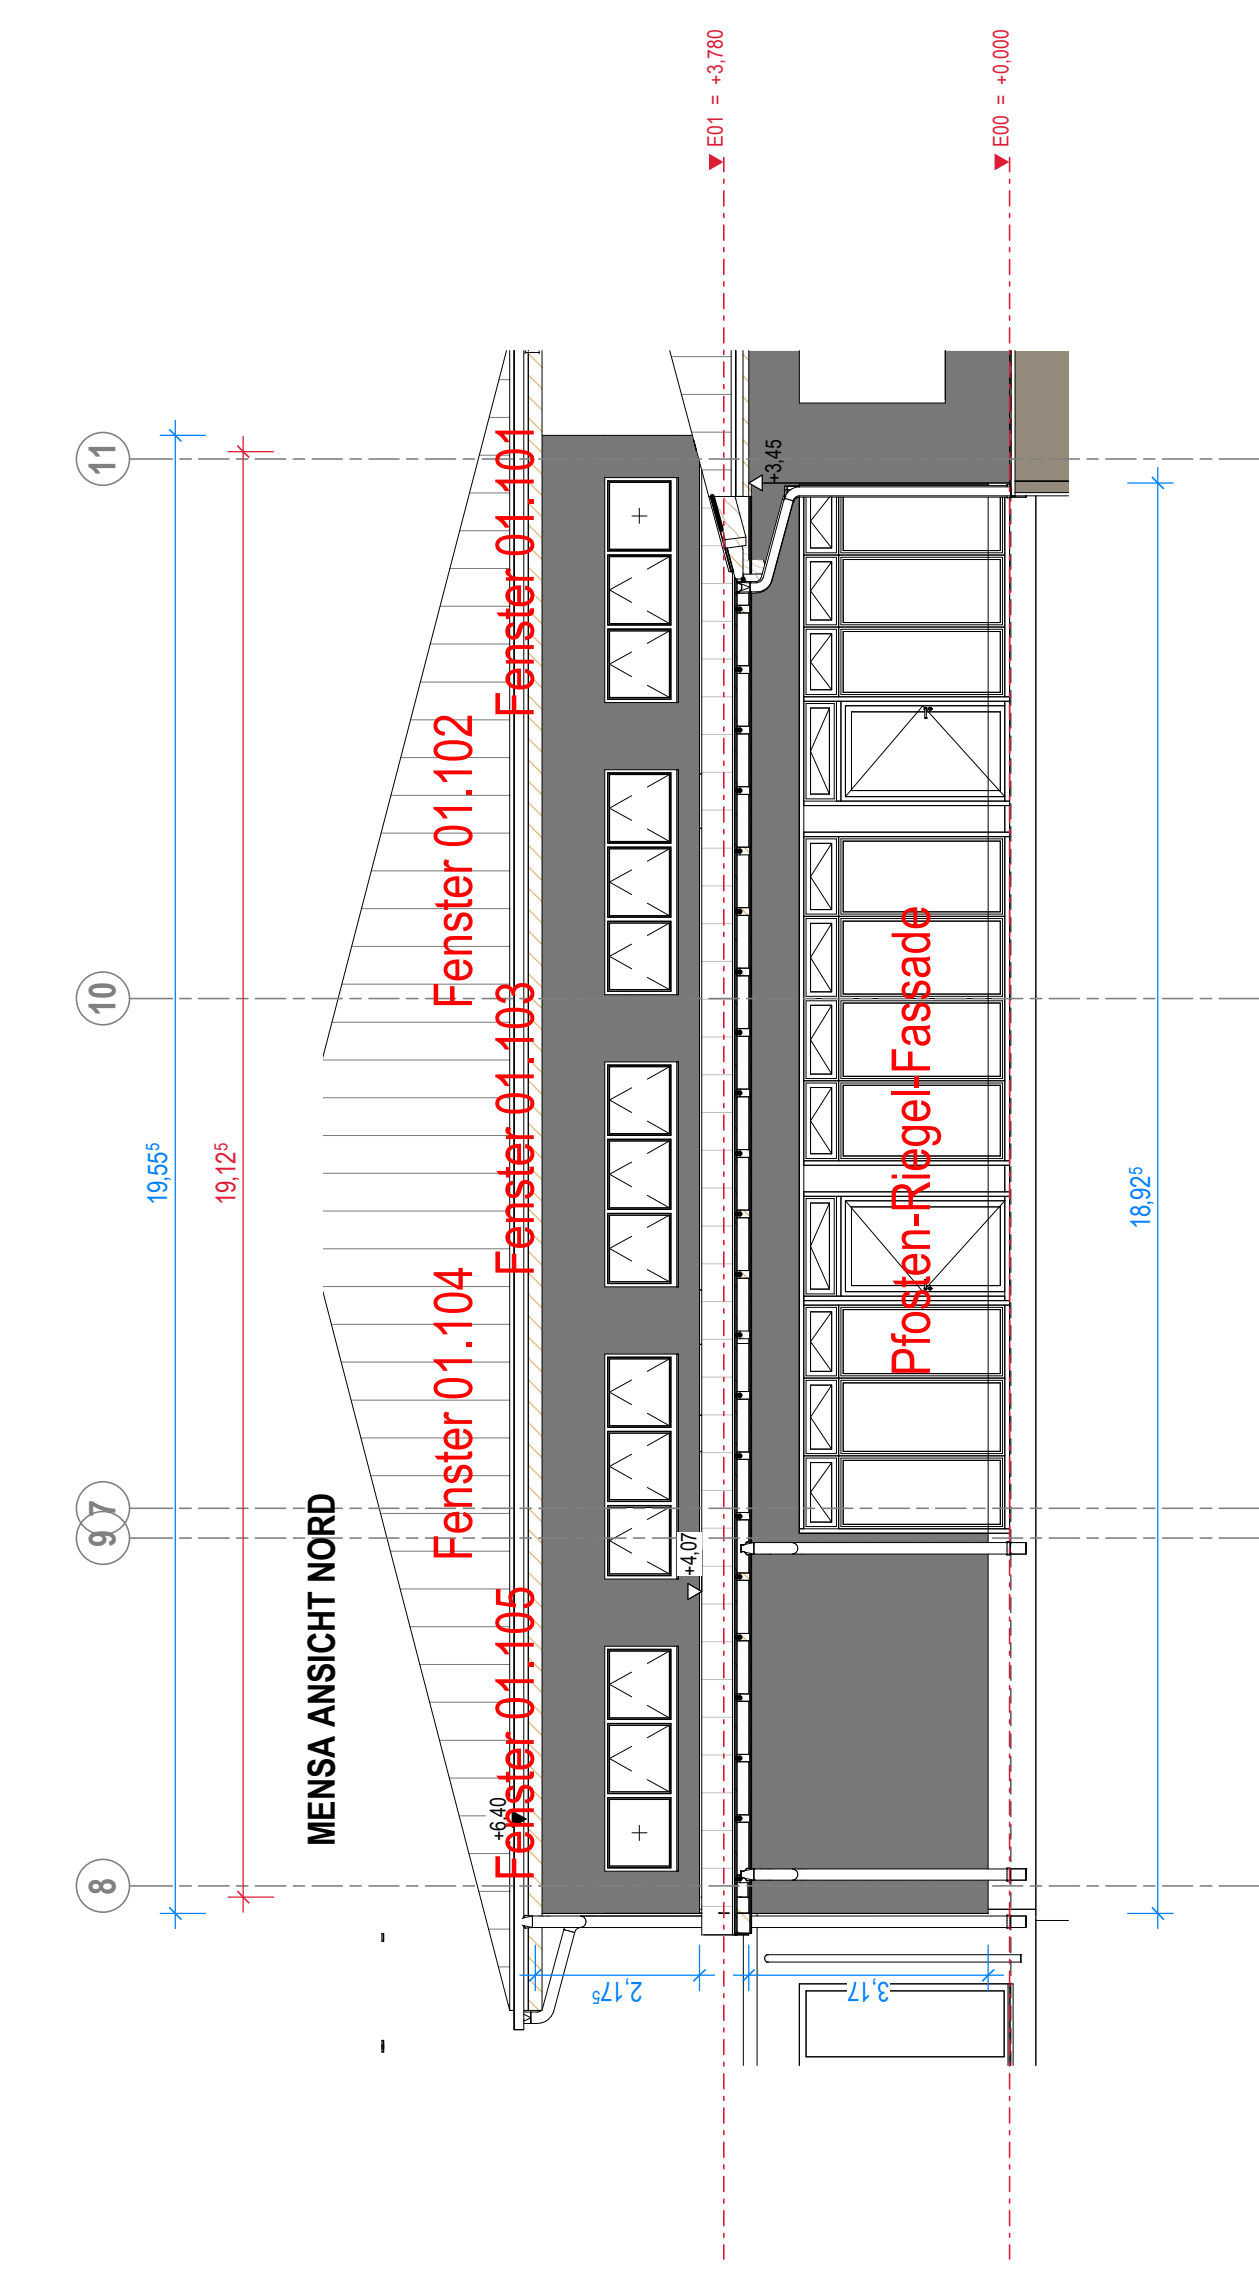 MENSA ANSICHT NORD
8
9
7
10
11
19,55⁵
19,12⁵
Fenster 01.105
Fenster 01.104
Fenster 01.103
Fenster 01.102
Fenster 01.101
+6,40
+4,07
+3,45
E01 = +3,780
E00 = +0,000
Pfosten-Riegel-Fassade
2,17⁵
3,17
18,92⁵